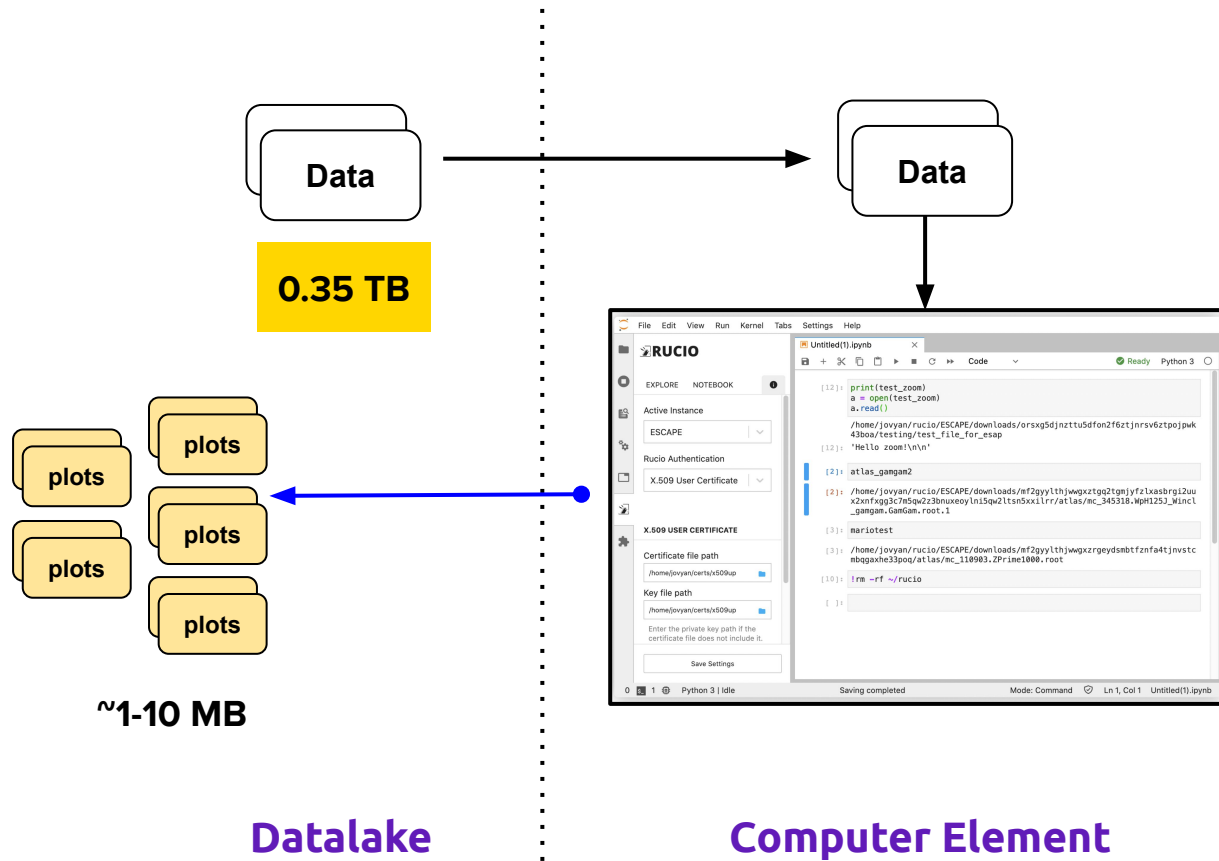 Data
Data
0.35 TB
plots
plots
plots
plots
plots
~1-10 MB
File Edit View Run Kernel Tabs Settings Help
RUCIO
EXPLORE NOTEBOOK
Active Instance
ESCAPE
Rucio Authentication
X.509 User Certificate
X.509 USER CERTIFICATE
Certificate file path
/home/jovyan/certs/x509up
Key file path
/home/jovyan/certs/x509up
Enter the private key path if the
certificate file does not include it.
Save Settings
Untitled(1).ipynb
Code
Ready Python 3
[12]: print(test_zoom)
a = open(test_zoom)
a.read()
/home/jovyan/rucio/ESCAPE/downloads/orsxg5djnzttu5dfon2f6ztjnrsv6ztpojpwk
43boa/testing/test_file_for_esap
[12]: 'Hello zoom!\n\n'
[2]: atlas_gamgam2
[2]: /home/jovyan/rucio/ESCAPE/downloads/mf2gyylthjwwgxztgq2tgmjyfzlxasbrgi2uu
x2xnfxgg3c7m5qw2z3bnuxeoylni5qw2ltsn5xxilrr/atlas/mc_345318.WpH125J_Wincl
_gamgam.GamGam.root.1
[3]: mariotest
[3]: /home/jovyan/rucio/ESCAPE/downloads/mf2gyylthjwwgxzrgeydsmbtfznfa4tjnvstc
mbqgaxhe33poq/atlas/mc_110903.ZPrime1000.root
[10]: !rm -rf ~/rucio
[ ]:
0 1 Python 3 | Idle Saving completed Mode: Command Ln 1, Col 1 Untitled(1).ipynb
Datalake
Computer Element